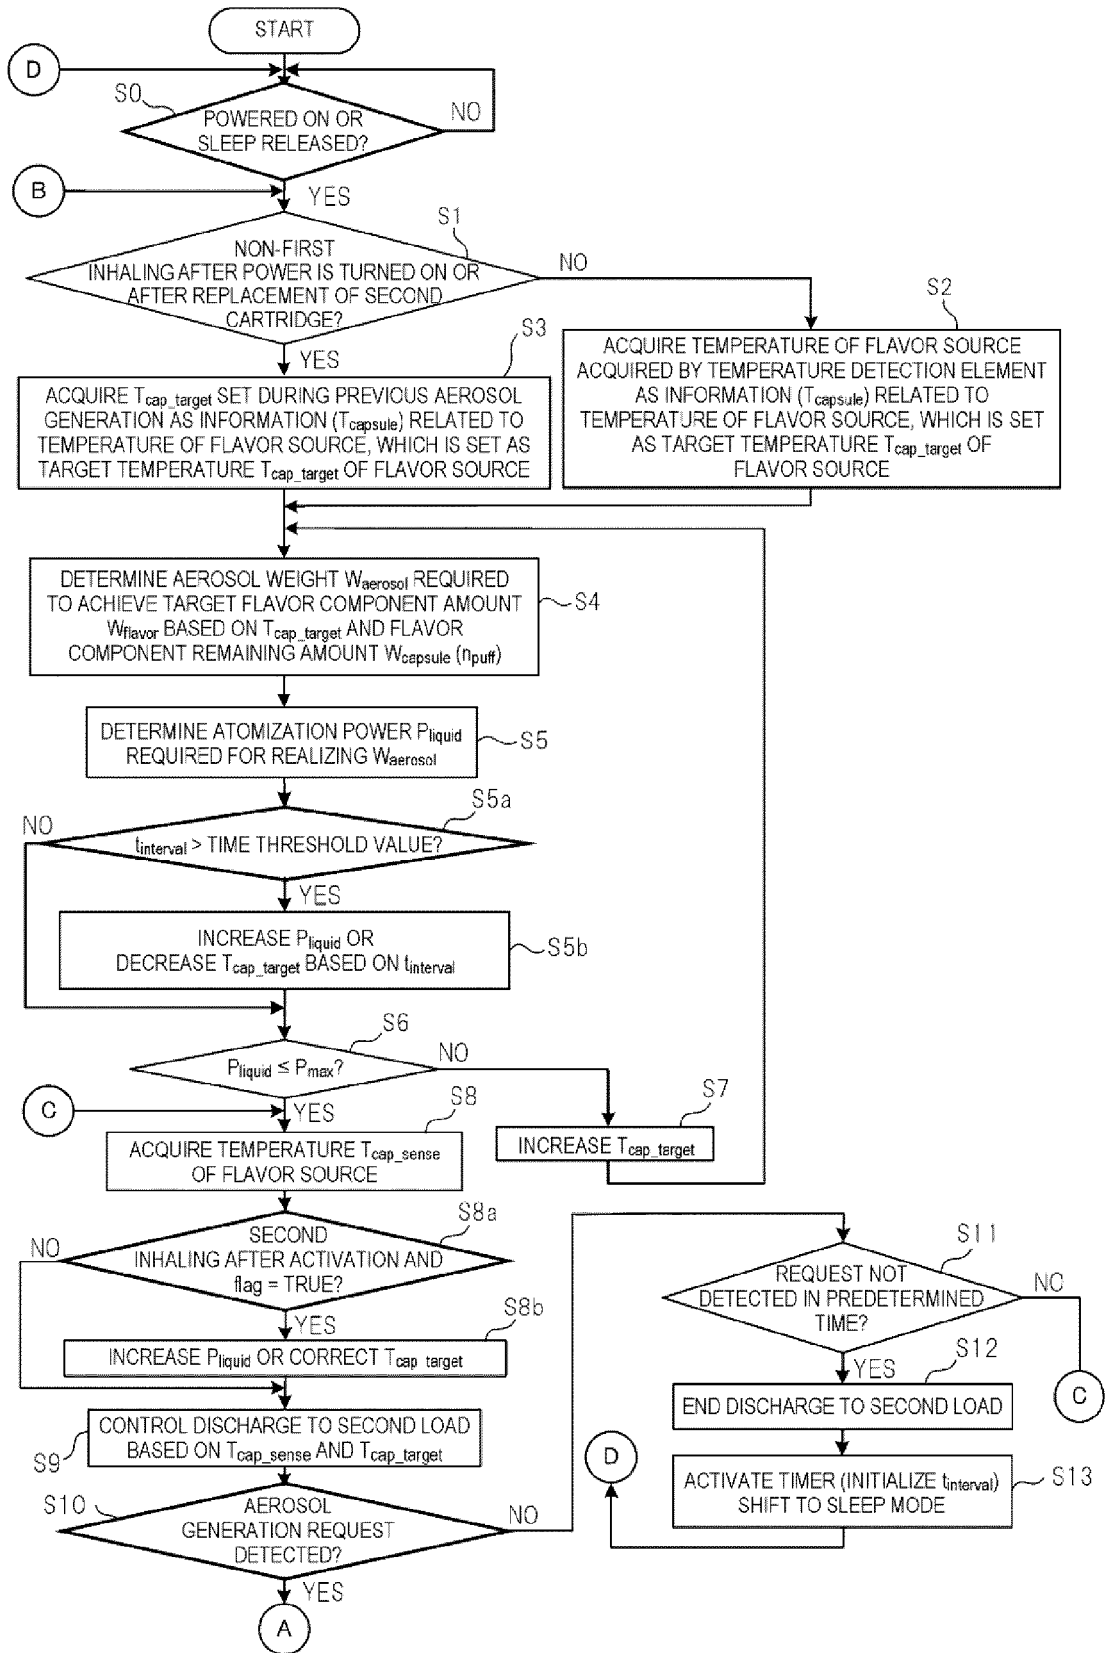 START
D
S0
POWERED ON OR
SLEEP RELEASED?
NO
B
YES
S1
NON-FIRST
INHALING AFTER POWER IS TURNED ON OR
AFTER REPLACEMENT OF SECOND
CARTRIDGE?
NO
YES
S2
ACQUIRE TEMPERATURE OF FLAVOR SOURCE
ACQUIRED BY TEMPERATURE DETECTION ELEMENT
AS INFORMATION (Tcapsule) RELATED TO
TEMPERATURE OF FLAVOR SOURCE, WHICH IS SET
AS TARGET TEMPERATURE Tcap_target OF
FLAVOR SOURCE
S3
ACQUIRE Tcap_target SET DURING PREVIOUS AEROSOL
GENERATION AS INFORMATION (Tcapsule) RELATED TO
TEMPERATURE OF FLAVOR SOURCE, WHICH IS SET AS
TARGET TEMPERATURE Tcap_target OF FLAVOR SOURCE
DETERMINE AEROSOL WEIGHT Waerosol REQUIRED
TO ACHIEVE TARGET FLAVOR COMPONENT AMOUNT
Wflavor BASED ON Tcap_target AND FLAVOR
COMPONENT REMAINING AMOUNT Wcapsule (npuff)
S4
DETERMINE ATOMIZATION POWER Pliquid
REQUIRED FOR REALIZING Waerosol
S5
S5a
NO
tinterval > TIME THRESHOLD VALUE?
YES
INCREASE Pliquid OR
DECREASE Tcap_target BASED ON tinterval
S5b
S6
Pliquid ≤ Pmax?
NO
YES
C
S7
INCREASE Tcap_target
S8
ACQUIRE TEMPERATURE Tcap_sense
OF FLAVOR SOURCE
S8a
NO
SECOND
INHALING AFTER ACTIVATION AND
flag = TRUE?
YES
S8b
INCREASE Pliquid OR CORRECT Tcap_target
CONTROL DISCHARGE TO SECOND LOAD
BASED ON Tcap_sense AND Tcap_target
S9
S10
AEROSOL
GENERATION REQUEST
DETECTED?
NO
YES
A
S11
REQUEST NOT
DETECTED IN PREDETERMINED
TIME?
NO
C
YES
S12
END DISCHARGE TO SECOND LOAD
ACTIVATE TIMER (INITIALIZE tinterval)
SHIFT TO SLEEP MODE
S13
D